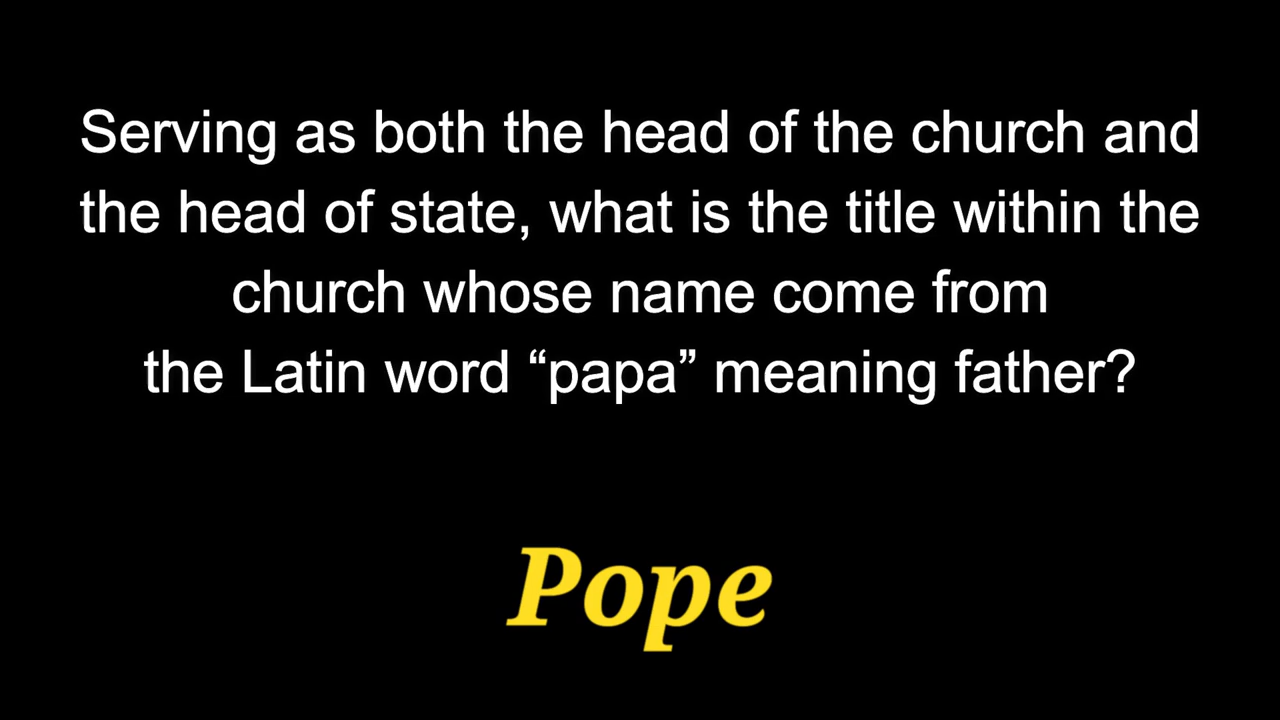 Serving as both the head of the church and
the head of state, what is the title within the
church whose name come from
the Latin word “papa” meaning father?
Pope